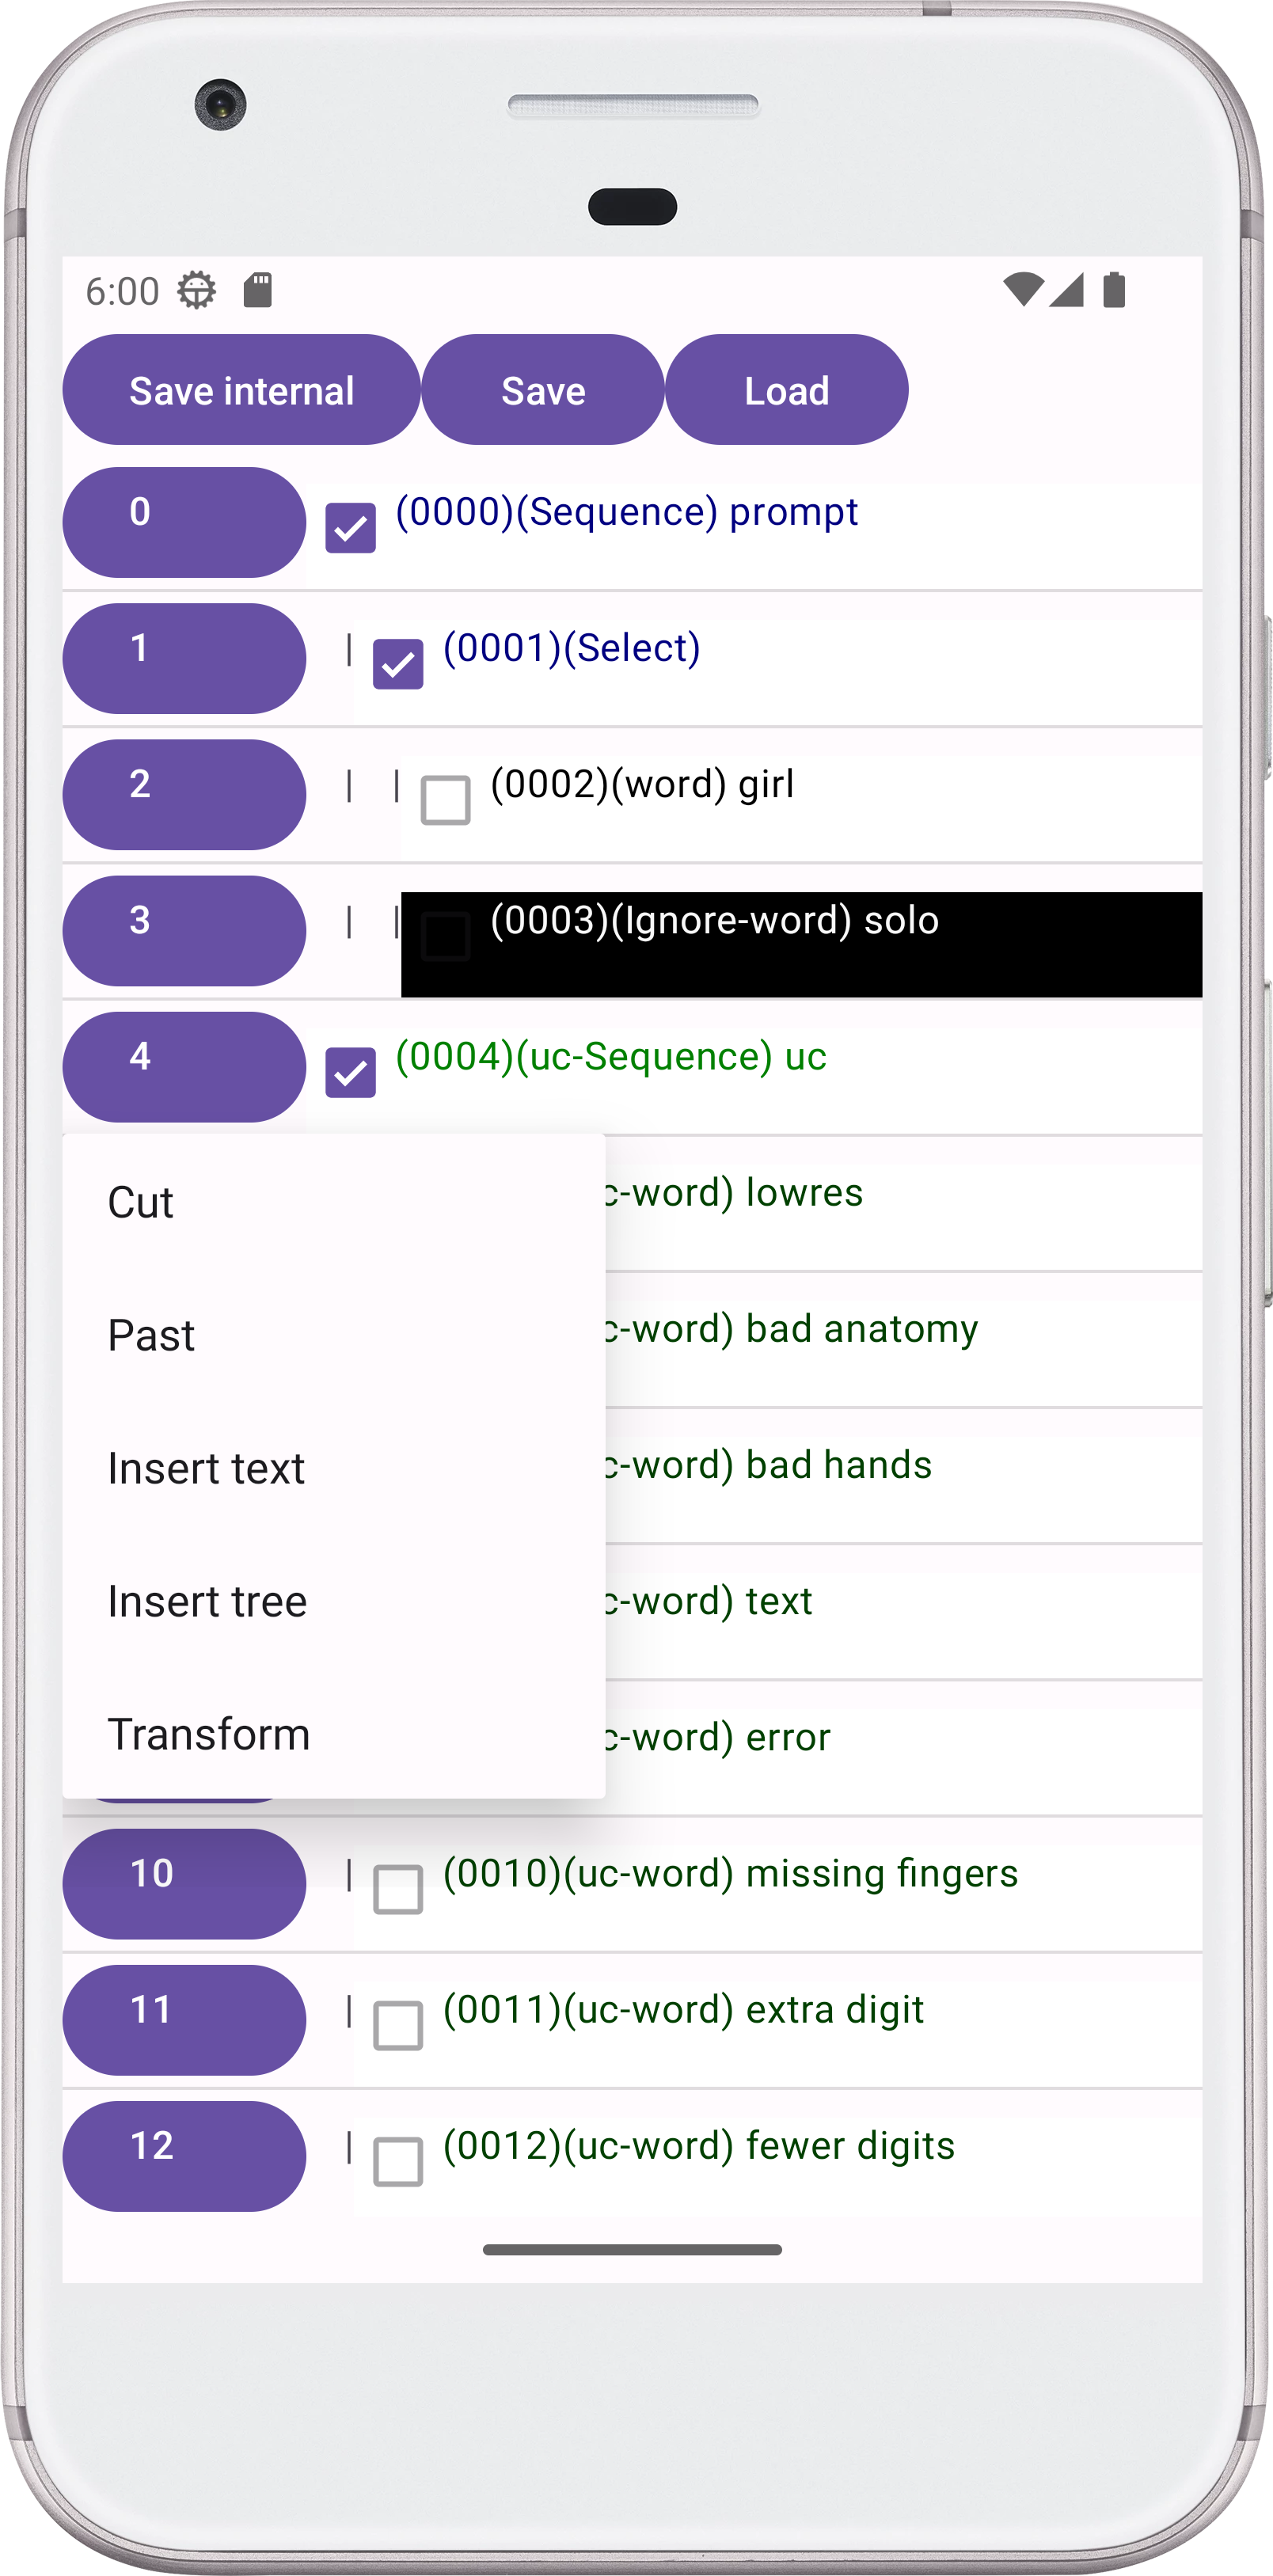 6:00
Save internal Save Load
0 (0000)(Sequence) prompt
1 | (0001)(Select)
2 | | (0002)(word) girl
3 | | (0003)(Ignore-word) solo
4 (0004)(uc-Sequence) uc
Cut
c-word) lowres
Past
c-word) bad anatomy
Insert text
c-word) bad hands
Insert tree
c-word) text
Transform
c-word) error
10 | (0010)(uc-word) missing fingers
11 | (0011)(uc-word) extra digit
12 | (0012)(uc-word) fewer digits